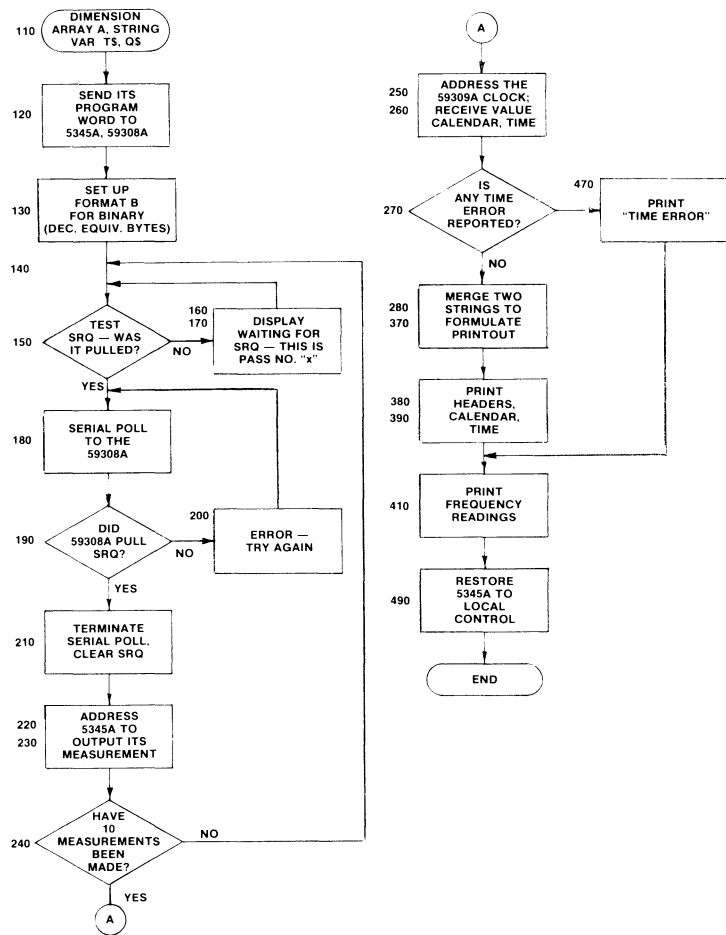 110
DIMENSION
ARRAY A, STRING
VAR T$, Q$
120
SEND ITS
PROGRAM
WORD TO
5345A, 59308A
130
SET UP
FORMAT B
FOR BINARY
(DEC. EQUIV. BYTES)
140
150
TEST
SRQ — WAS
IT PULLED?
NO
YES
160
170
DISPLAY
WAITING FOR
SRQ — THIS IS
PASS NO. "x"
180
SERIAL POLL
TO THE
59308A
190
DID
59308A PULL
SRQ?
NO
YES
200
ERROR —
TRY AGAIN
210
TERMINATE
SERIAL POLL,
CLEAR SRQ
220
230
ADDRESS
5345A TO
OUTPUT ITS
MEASUREMENT
240
HAVE
10
MEASUREMENTS
BEEN
MADE?
NO
YES
A
A
250
260
ADDRESS THE
59309A CLOCK;
RECEIVE VALUE
CALENDAR, TIME
270
IS
ANY TIME
ERROR
REPORTED?
NO
470
PRINT
"TIME ERROR"
280
370
MERGE TWO
STRINGS TO
FORMULATE
PRINTOUT
380
390
PRINT
HEADERS,
CALENDAR,
TIME
410
PRINT
FREQUENCY
READINGS
490
RESTORE
5345A TO
LOCAL
CONTROL
END